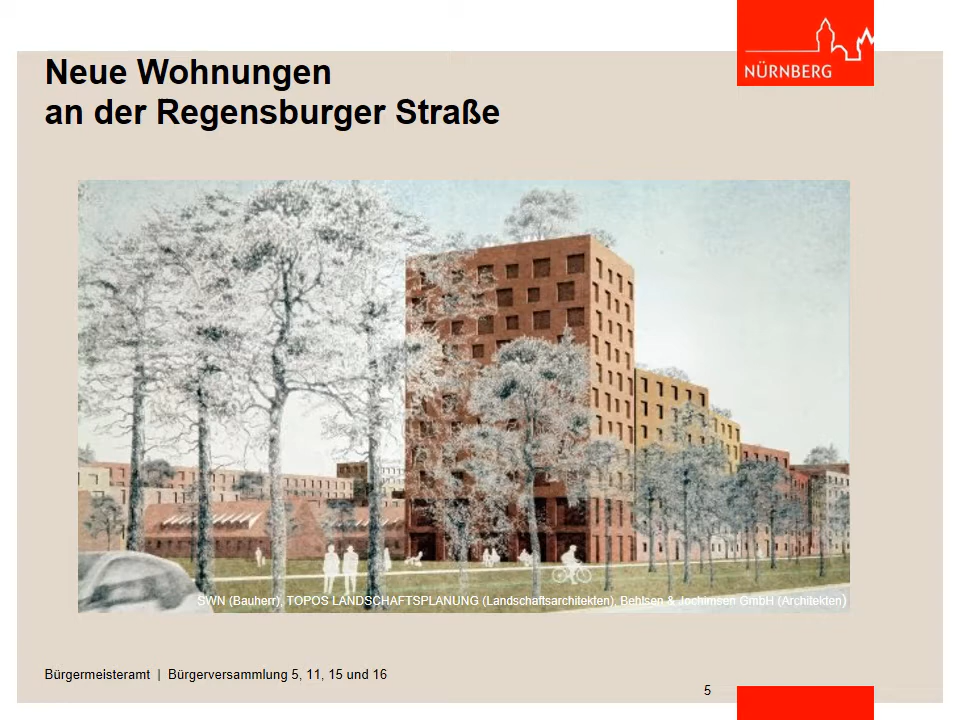 NÜRNBERG
Neue Wohnungen
an der Regensburger Straße
SWN (Bauherr), TOPOS LANDSCHAFTSPLANUNG (Landschaftsarchitekten), Behlsen & Jochimsen GmbH (Architekten)
Bürgermeisteramt | Bürgerversammlung 5, 11, 15 und 16
5